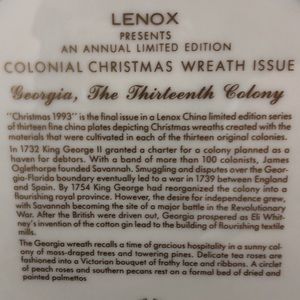 LENOX
PRESENTS
AN ANNUAL LIMITED EDITION
COLONIAL CHRISTMAS WREATH ISSUE
Georgia, The Thirteenth Colony
"Christmas 1993" is the final issue in a Lenox China limited edition series
of thirteen fine china plates depicting Christmas wreaths created with the
materials that were cultivated in each of the thirteen original colonies.
In 1732 King George II granted a charter for a colony planned as a
haven for debtors. With a band of more than 100 colonists, James
Oglethorpe founded Savannah. Smuggling and disputes over the Geor-
gia-Florida boundary eventually led to a war in 1739 between England
and Spain. By 1754 King George had reorganized the colony into a
flourishing royal province. However, the desire for independence grew,
with Savannah becoming the site of a major battle in the Revolutionary
War. After the British were driven out, Georgia prospered as Eli Whit-
ney's invention of the cotton gin lead to the building of flourishing textile
mills.
The Georgia wreath recalls a time of gracious hospitality in a sunny col-
ony of moss-draped trees and towering pines. Delicate tea roses are
fashioned into a Victorian bouquet of frothy lace and ribbons. A circlet
of peach roses and southern pecans rest on a formal bed of dried and
painted palmettos